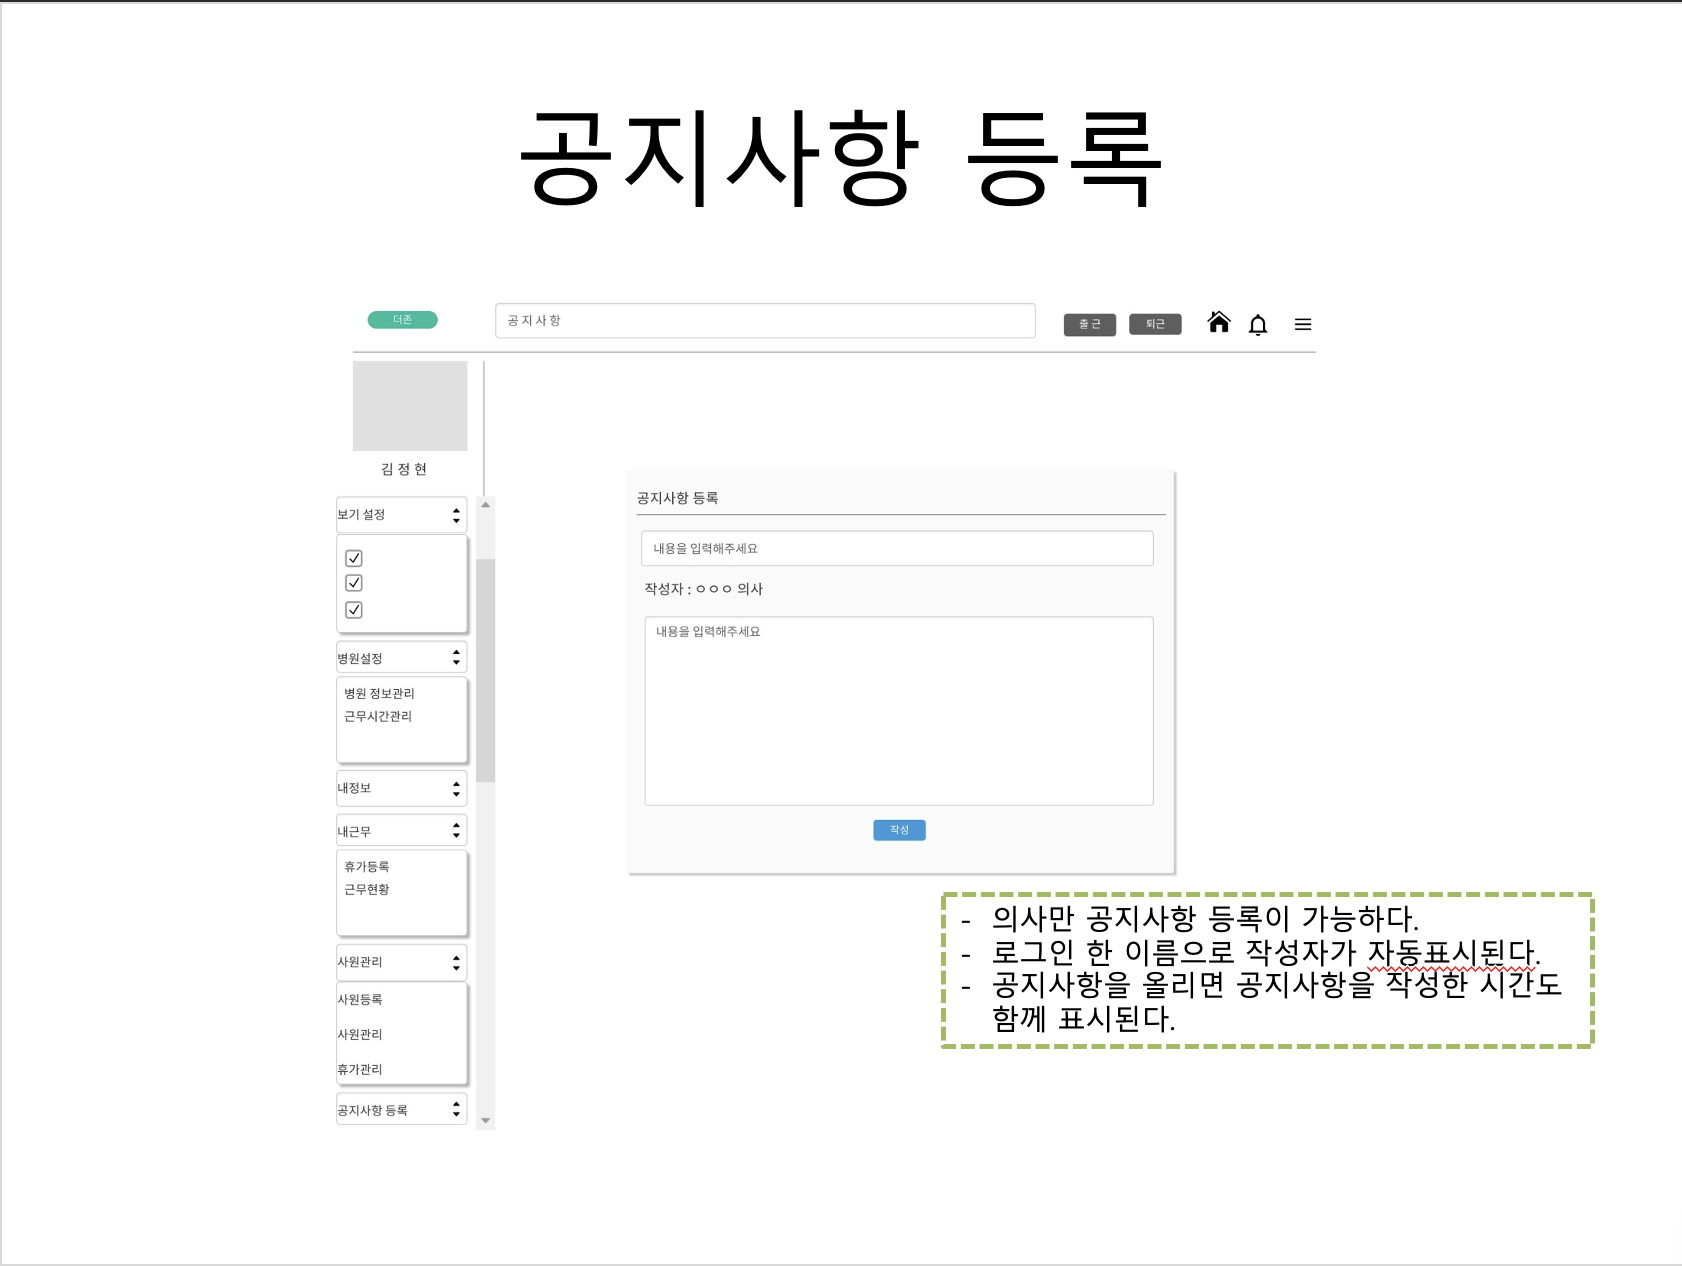 공지사항 등록
더존
공 지 사 항
출 근
퇴근
김 정 현
보기 설정
병원설정
병원 정보관리
근무시간관리
내정보
내근무
휴가등록
근무현황
사원관리
사원등록
사원관리
휴가관리
공지사항 등록
공지사항 등록
내용을 입력해주세요
작성자 : ㅇㅇㅇ 의사
내용을 입력해주세요
작성
- 의사만 공지사항 등록이 가능하다.
- 로그인 한 이름으로 작성자가 자동표시된다.
- 공지사항을 올리면 공지사항을 작성한 시간도
함께 표시된다.